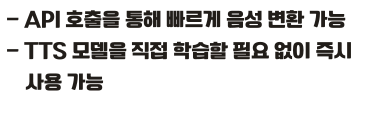 - API 호출을 통해 빠르게 음성 변환 가능
- TTS 모델을 직접 학습할 필요 없이 즉시
사용 가능